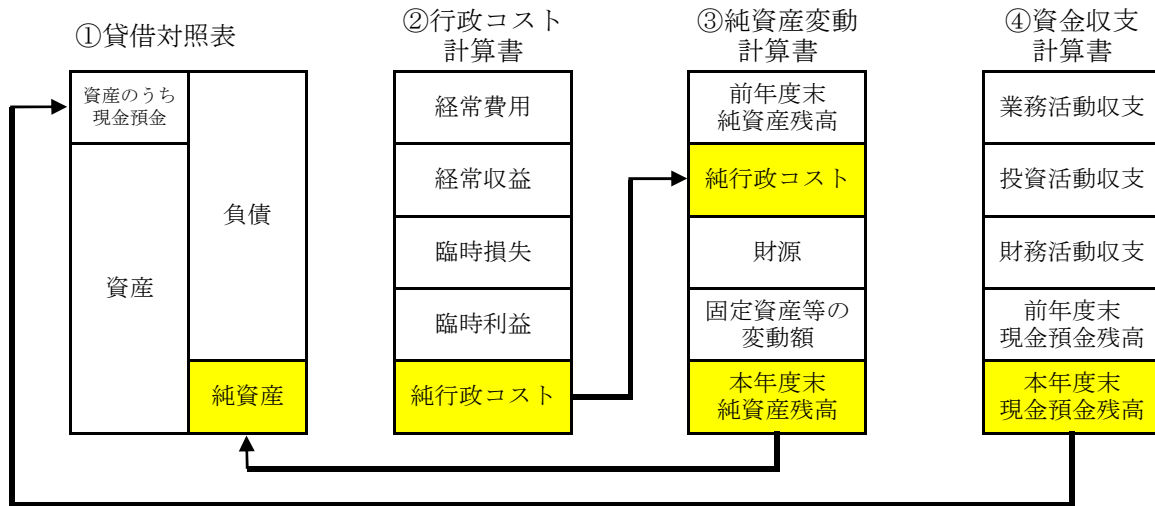 ①貸借対照表
資産のうち
現金預金
資産
負債
純資産
②行政コスト
計算書
経常費用
経常収益
臨時損失
臨時利益
純行政コスト
③純資産変動
計算書
前年度末
純資産残高
純行政コスト
財源
固定資産等の
変動額
本年度末
純資産残高
④資金収支
計算書
業務活動収支
投資活動収支
財務活動収支
前年度末
現金預金残高
本年度末
現金預金残高